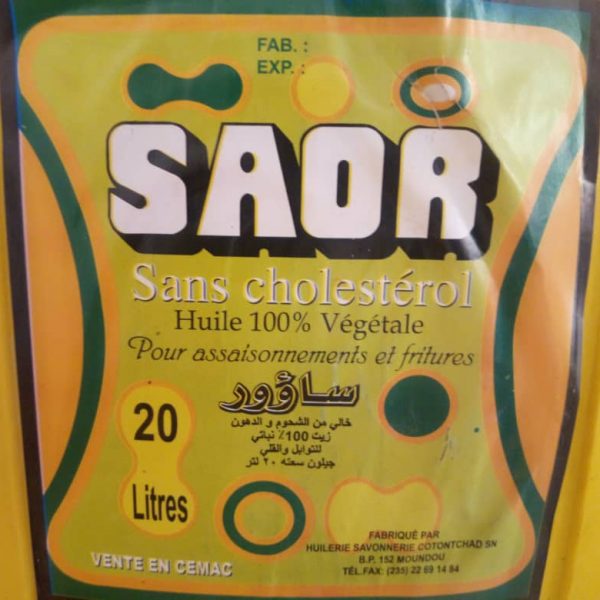 FAB. :
EXP. :
SAOR
Sans cholestérol
Huile 100% Végétale
Pour assaisonnements et fritures
ساؤور
خالي من الشحوم و الدهون
زيت 100٪ نباتي
للتوابل والقلي
جيلون سعته ٢٠ لتر
20
Litres
FABRIQUÉ PAR
HUILERIE SAVONNERIE COTONTCHAD SN
B.P. 152 MOUNDOU
TÉL.FAX: (235) 22 69 14 84
VENTE EN CEMAC